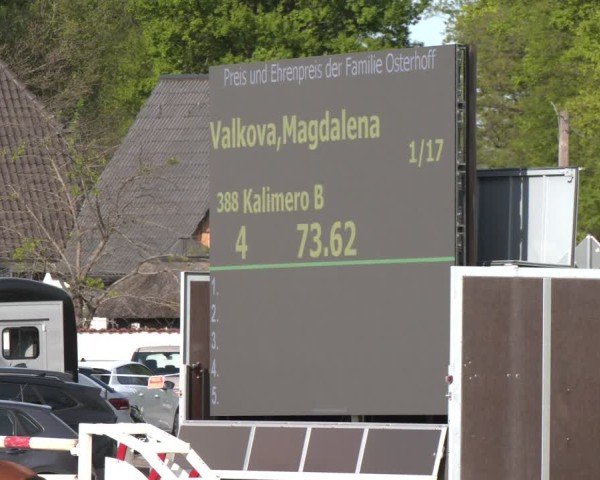 Preis und Ehrenpreis der Familie Osterhoff
Valkova,Magdalena
1/17
388 Kalimero B
4 73.62
1.
2.
3.
4.
5.